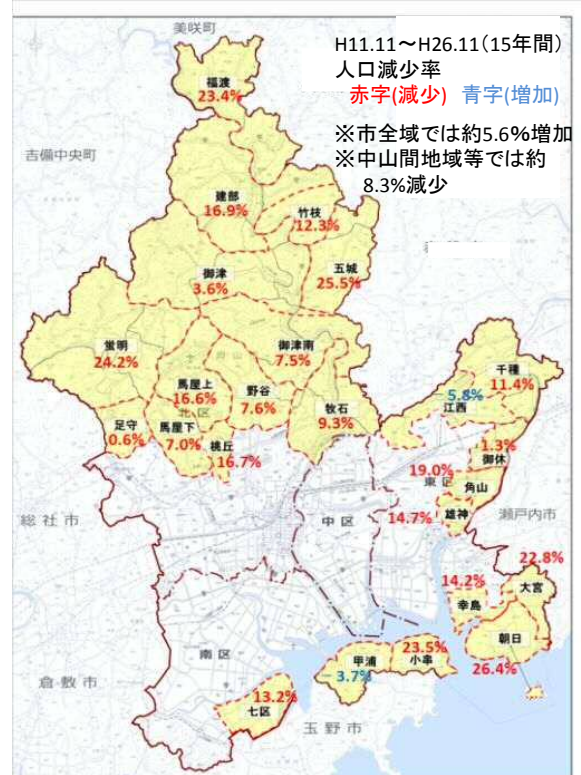 美咲町
H11.11～H26.11(15年間)
人口減少率
赤字(減少) 青字(増加)
※市全域では約5.6%増加
※中山間地域等では約
8.3%減少
福渡
23.4%
吉備中央町
建部
16.9%
竹枝
12.3%
御津
3.6%
五城
25.5%
蛍明
24.2%
御津南
7.5%
馬屋上
16.6%
北区
野谷
7.6%
牧石
9.3%
千種
11.4%
5.8%
江西
足守
0.6%
馬屋下
7.0%
桃丘
16.7%
1.3%
御休
19.0%
東区
角山
総社市
中区
14.7%
雄神
瀬戸内市
22.8%
大宮
14.2%
幸島
朝日
26.4%
南区
甲浦
3.7%
23.5%
小串
倉敷市
13.2%
七区
玉野市